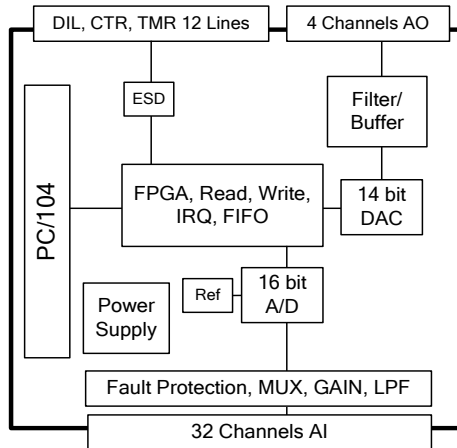 DIL, CTR, TMR 12 Lines
4 Channels AO
ESD
Filter/
Buffer
PC/104
FPGA, Read, Write,
IRQ, FIFO
14 bit
DAC
Ref
16 bit
A/D
Power
Supply
Fault Protection, MUX, GAIN, LPF
32 Channels AI